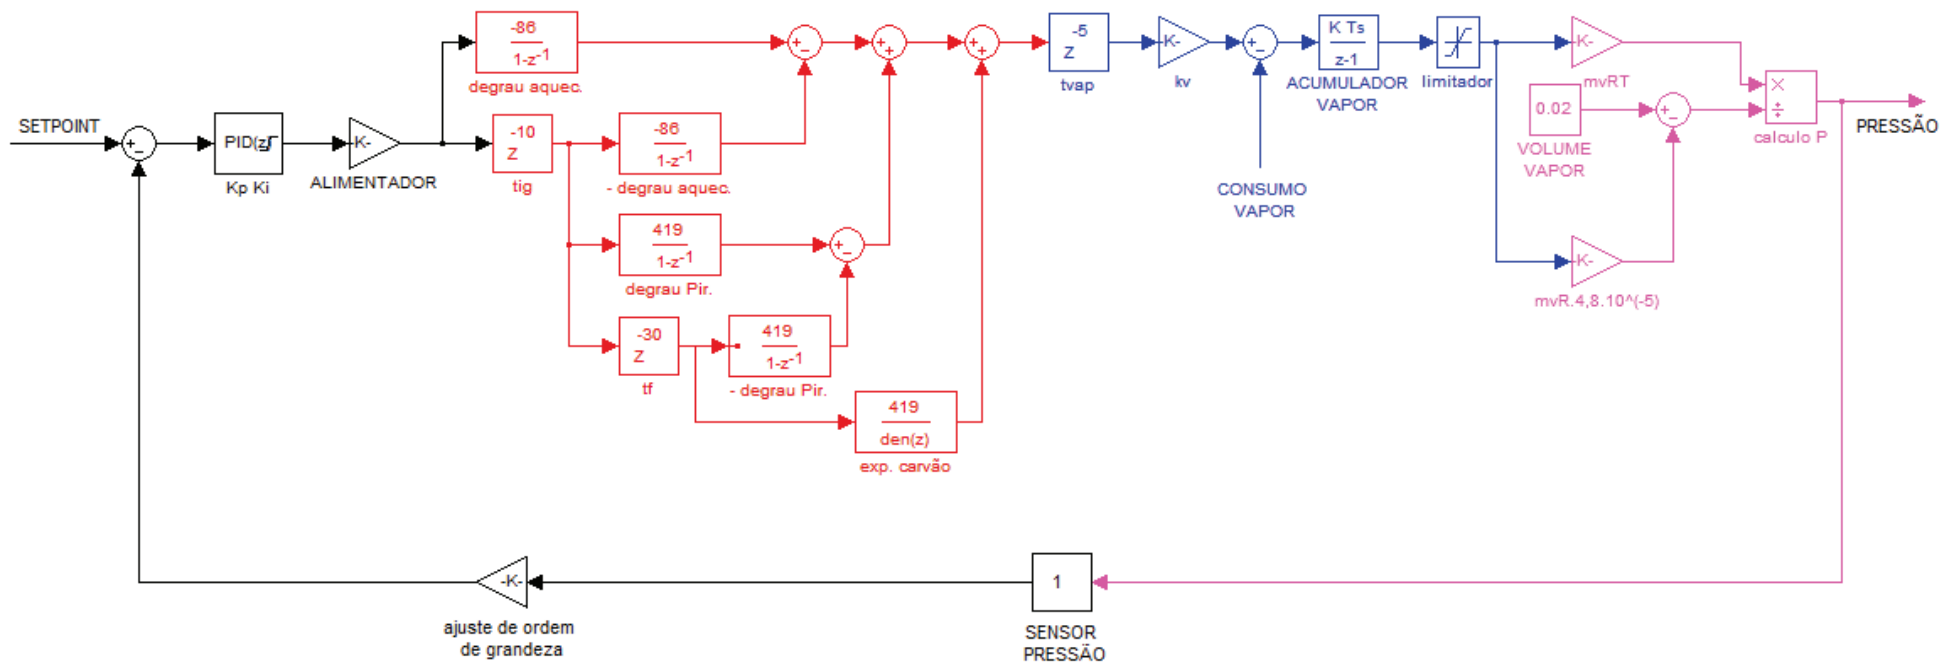 SETPOINT
+
-
PID(z)
Kp Ki
K-
ALIMENTADOR
-86
1-z-1
degrau aquec.
-10
Z
tig
-86
1-z-1
- degrau aquec.
419
1-z-1
degrau Pir.
-30
Z
tf
419
1-z-1
- degrau Pir.
419
den(z)
exp. carvão
+
-
+
+
+
+
+
-
-5
Z
tvap
K-
kv
+
-
CONSUMO
VAPOR
K Ts
z-1
ACUMULADOR
VAPOR
limitador
K-
mvRT
0.02
VOLUME
VAPOR
+
-
K-
mvR.4,8.10^(-5)
×
÷
calculo P
PRESSÃO
1
SENSOR
PRESSÃO
-K-
ajuste de ordem
de grandeza